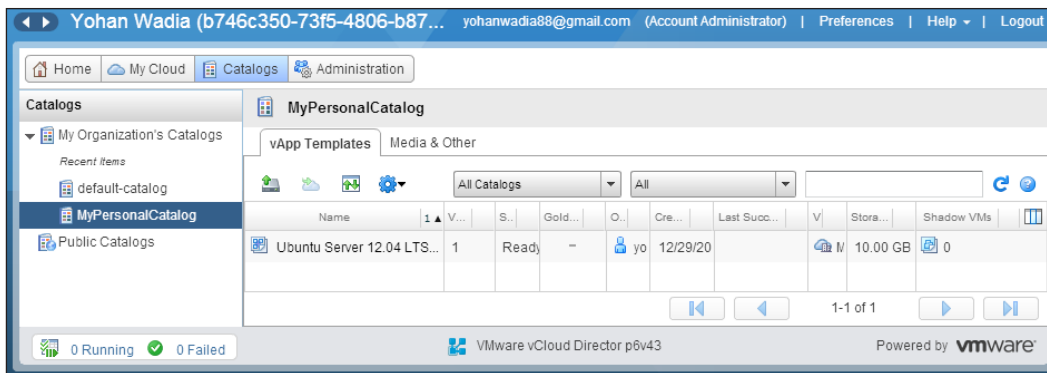 Yohan Wadia (b746c350-73f5-4806-b87... yohanwadia88@gmail.com (Account Administrator) | Preferences | Help | Logout
Home My Cloud Catalogs Administration
Catalogs
My Organization's Catalogs
Recent Items
default-catalog
MyPersonalCatalog
Public Catalogs
MyPersonalCatalog
vApp Templates Media & Other
All Catalogs All
Name 1 V... S.. Gold... O.. Cre... Last Succ... V Stora... Shadow VMs
Ubuntu Server 12.04 LTS... 1 Ready - yo 12/29/20 M 10.00 GB 0
1-1 of 1
0 Running 0 Failed VMware vCloud Director p6v43 Powered by vmware